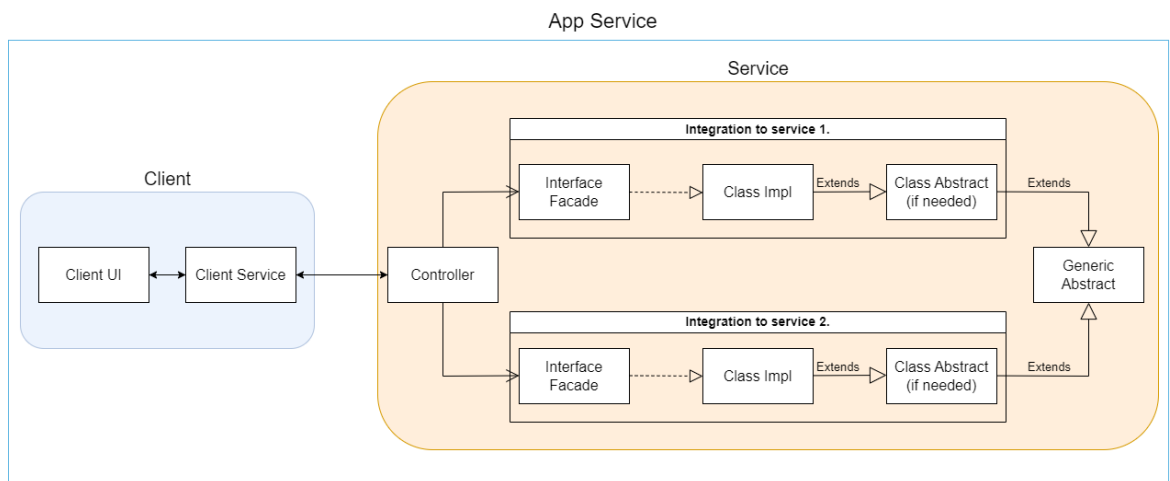 App Service
Service
Integration to service 1.
Client
Interface
Facade
Class Impl
Extends
Class Abstract
(if needed)
Extends
Client UI
Client Service
Controller
Generic
Abstract
Integration to service 2.
Interface
Facade
Class Impl
Extends
Class Abstract
(if needed)
Extends